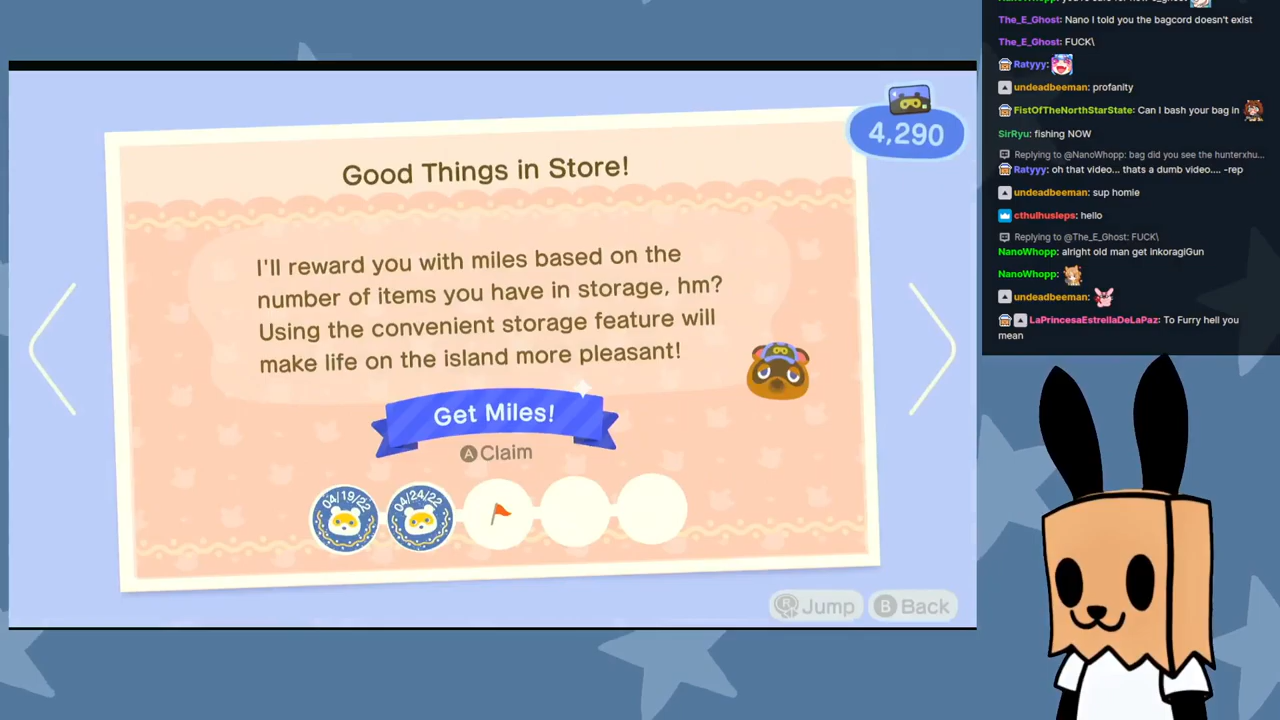 Good Things in Store!
4,290
I'll reward you with miles based on the
number of items you have in storage, hm?
Using the convenient storage feature will
make life on the island more pleasant!
Get Miles!
A Claim
04/19/22
04/24/22
R Jump
B Back
The_E_Ghost: Nano I told you the bagcord doesn't exist
The_E_Ghost: FUCK\
Ratyyy:
undeadbeeman: profanity
FistOfTheNorthStarState: Can I bash your bag in
SirRyu: fishing NOW
Replying to @NanoWhopp: bag did you see the hunterxhu...
Ratyyy: oh that video... thats a dumb video.... -rep
undeadbeeman: sup homie
cthulhusleps: hello
Replying to @The_E_Ghost: FUCK\
NanoWhopp: alright old man get inkoragiGun
NanoWhopp:
undeadbeeman:
LaPrincesaEstrellaDeLaPaz: To Furry hell you
mean